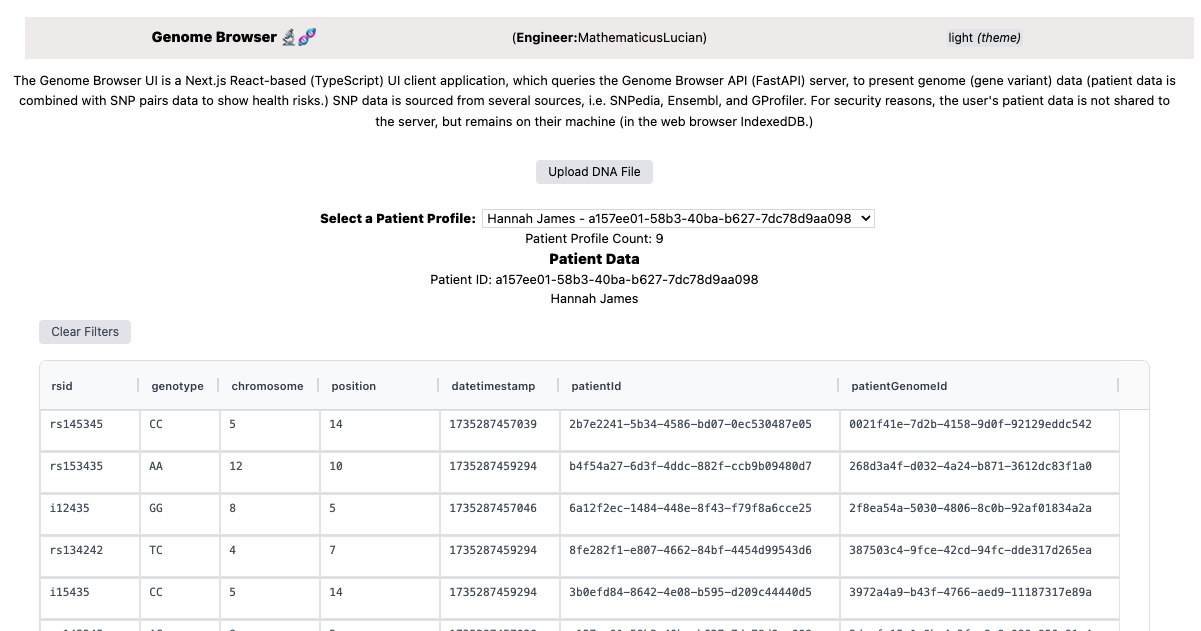 Genome Browser 🔬🧬 (Engineer:MathematicusLucian) light (theme)
The Genome Browser UI is a Next.js React-based (TypeScript) UI client application, which queries the Genome Browser API (FastAPI) server, to present genome (gene variant) data (patient data is
combined with SNP pairs data to show health risks.) SNP data is sourced from several sources, i.e. SNPedia, Ensembl, and GProfiler. For security reasons, the user's patient data is not shared to
the server, but remains on their machine (in the web browser IndexedDB.)
Upload DNA File
Select a Patient Profile: Hannah James - a157ee01-58b3-40ba-b627-7dc78d9aa098
Patient Profile Count: 9
Patient Data
Patient ID: a157ee01-58b3-40ba-b627-7dc78d9aa098
Hannah James
Clear Filters
rsid genotype chromosome position datetimestamp patientId patientGenomeId
rs145345 CC 5 14 1735287457039 2b7e2241-5b34-4586-bd07-0ec530487e05 0021f41e-7d2b-4158-9d0f-92129eddc542
rs153435 AA 12 10 1735287459294 b4f54a27-6d3f-4ddc-882f-ccb9b09480d7 268d3a4f-d032-4a24-b871-3612dc83f1a0
i12435 GG 8 5 1735287457046 6a12f2ec-1484-448e-8f43-f79f8a6cce25 2f8ea54a-5030-4806-8c0b-92af01834a2a
rs134242 TC 4 7 1735287459294 8fe282f1-e807-4662-84bf-4454d99543d6 387503c4-9fce-42cd-94fc-dde317d265ea
i15435 CC 5 14 1735287459294 3b0efd84-8642-4e08-b595-d209c44440d5 3972a4a9-b43f-4766-aed9-11187317e89a